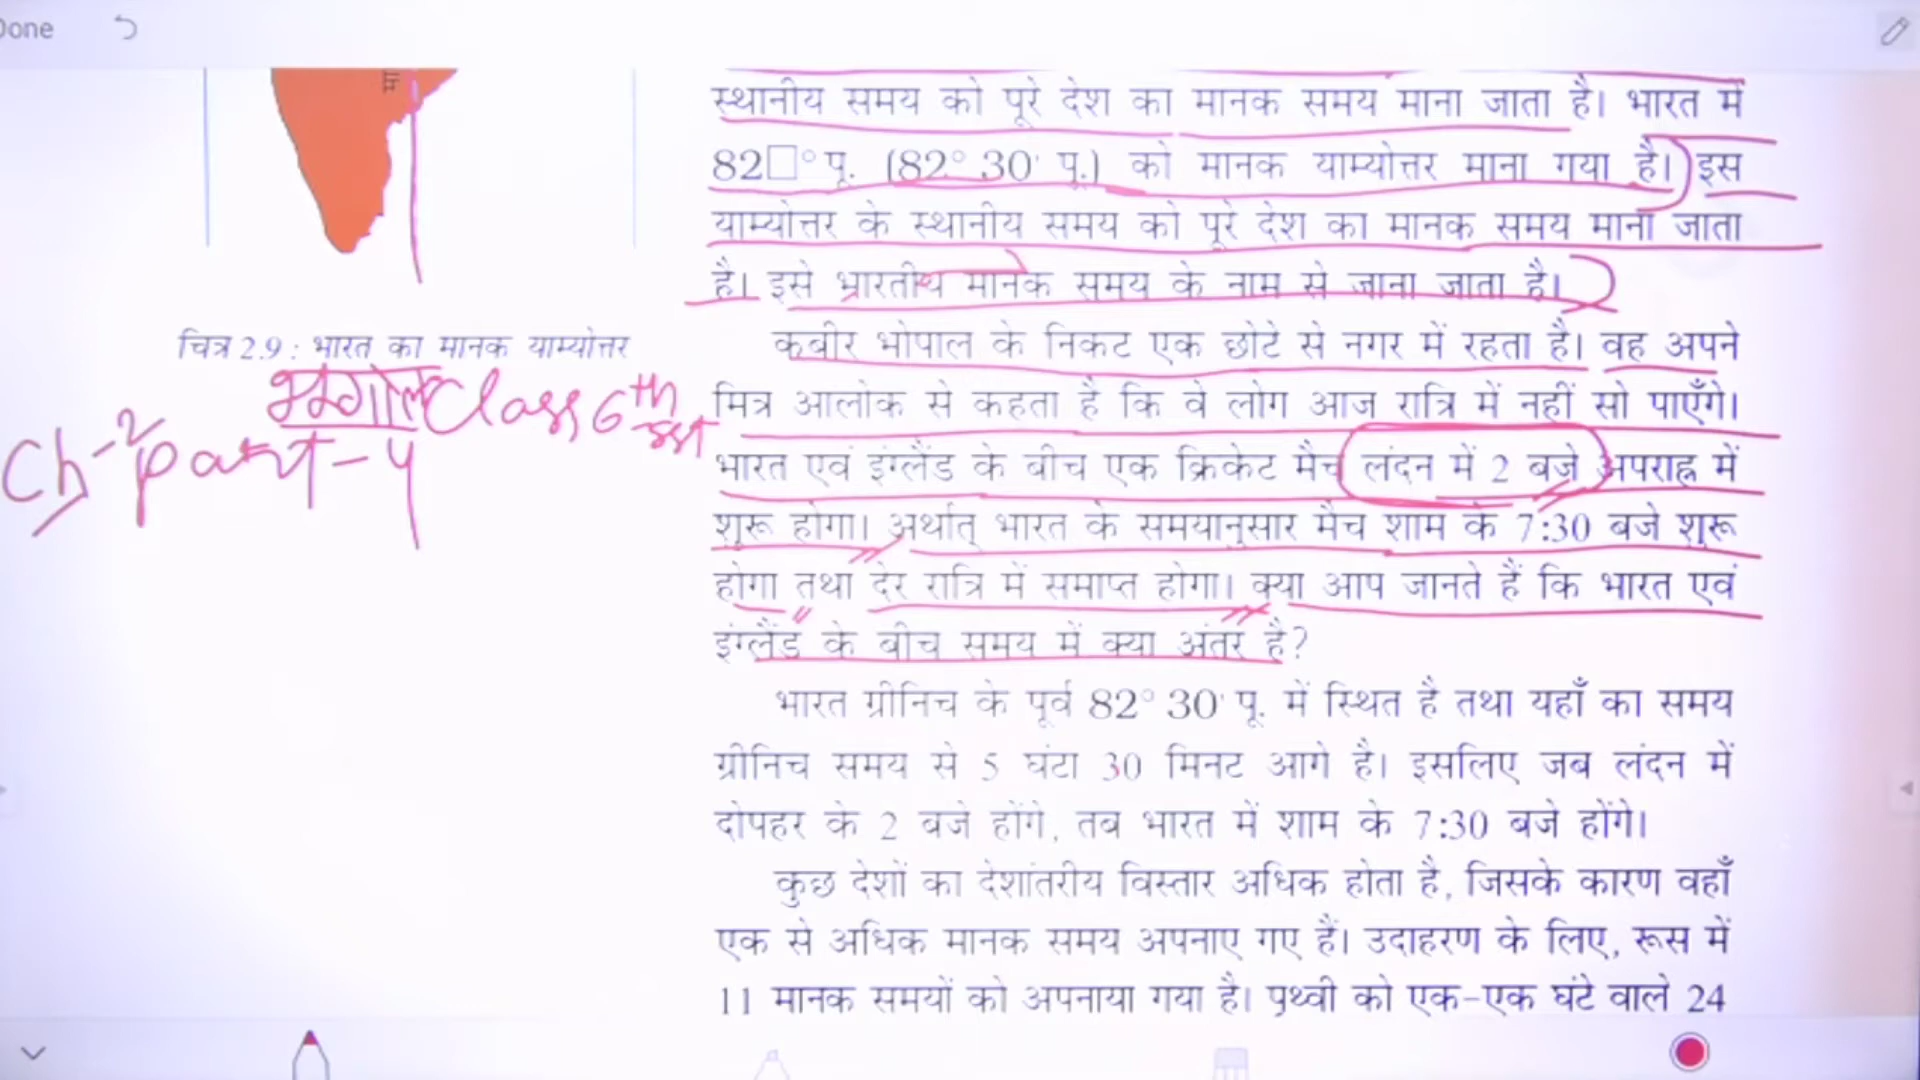 Done
स्थानीय समय को पूरे देश का मानक समय माना जाता है। भारत में
82□° पू. (82° 30' पू.) को मानक याम्योत्तर माना गया है। इस
याम्योत्तर के स्थानीय समय को पूरे देश का मानक समय माना जाता
है। इसे भारतीय मानक समय के नाम से जाना जाता है।
कबीर भोपाल के निकट एक छोटे से नगर में रहता है। वह अपने
मित्र आलोक से कहता है कि वे लोग आज रात्रि में नहीं सो पाएँगे।
भारत एवं इंग्लैंड के बीच एक क्रिकेट मैच लंदन में 2 बजे अपराह्न में
शुरू होगा। अर्थात् भारत के समयानुसार मैच शाम के 7:30 बजे शुरू
होगा तथा देर रात्रि में समाप्त होगा। क्या आप जानते हैं कि भारत एवं
इंग्लैंड के बीच समय में क्या अंतर है?
भारत ग्रीनिच के पूर्व 82° 30' पू. में स्थित है तथा यहाँ का समय
ग्रीनिच समय से 5 घंटा 30 मिनट आगे है। इसलिए जब लंदन में
दोपहर के 2 बजे होंगे, तब भारत में शाम के 7:30 बजे होंगे।
कुछ देशों का देशांतरीय विस्तार अधिक होता है, जिसके कारण वहाँ
एक से अधिक मानक समय अपनाए गए हैं। उदाहरण के लिए, रूस में
11 मानक समयों को अपनाया गया है। पृथ्वी को एक-एक घंटे वाले 24
मा
चित्र 2.9 : भारत का मानक याम्योत्तर
Class 6th
SST
Ch-2 part-4